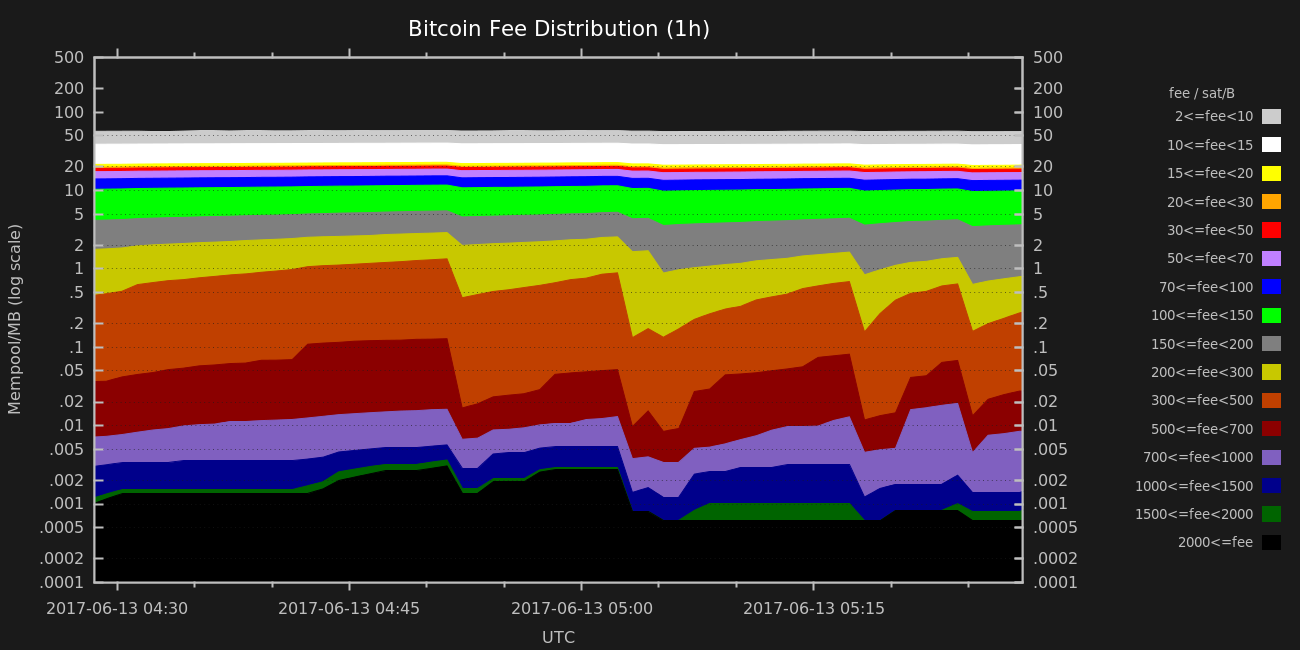 Bitcoin Fee Distribution (1h)
500 500
200 200
100 100
50 50
20 20
10 10
5 5
2 2
1 1
.5 .5
.2 .2
.1 .1
.05 .05
.02 .02
.01 .01
.005 .005
.002 .002
.001 .001
.0005 .0005
.0002 .0002
.0001 .0001
Mempool/MB (log scale)
2017-06-13 04:30 2017-06-13 04:45 2017-06-13 05:00 2017-06-13 05:15
UTC
fee / sat/B
2<=fee<10
10<=fee<15
15<=fee<20
20<=fee<30
30<=fee<50
50<=fee<70
70<=fee<100
100<=fee<150
150<=fee<200
200<=fee<300
300<=fee<500
500<=fee<700
700<=fee<1000
1000<=fee<1500
1500<=fee<2000
2000<=fee